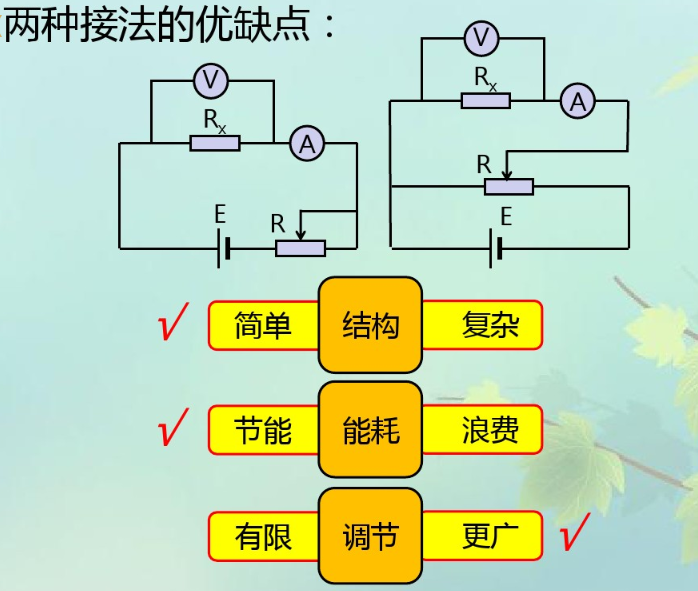 两种接法的优缺点：
V
Rx
A
E
R
V
Rx
A
R
E
√ 简单 结构 复杂
√ 节能 能耗 浪费
有限 调节 更广 √